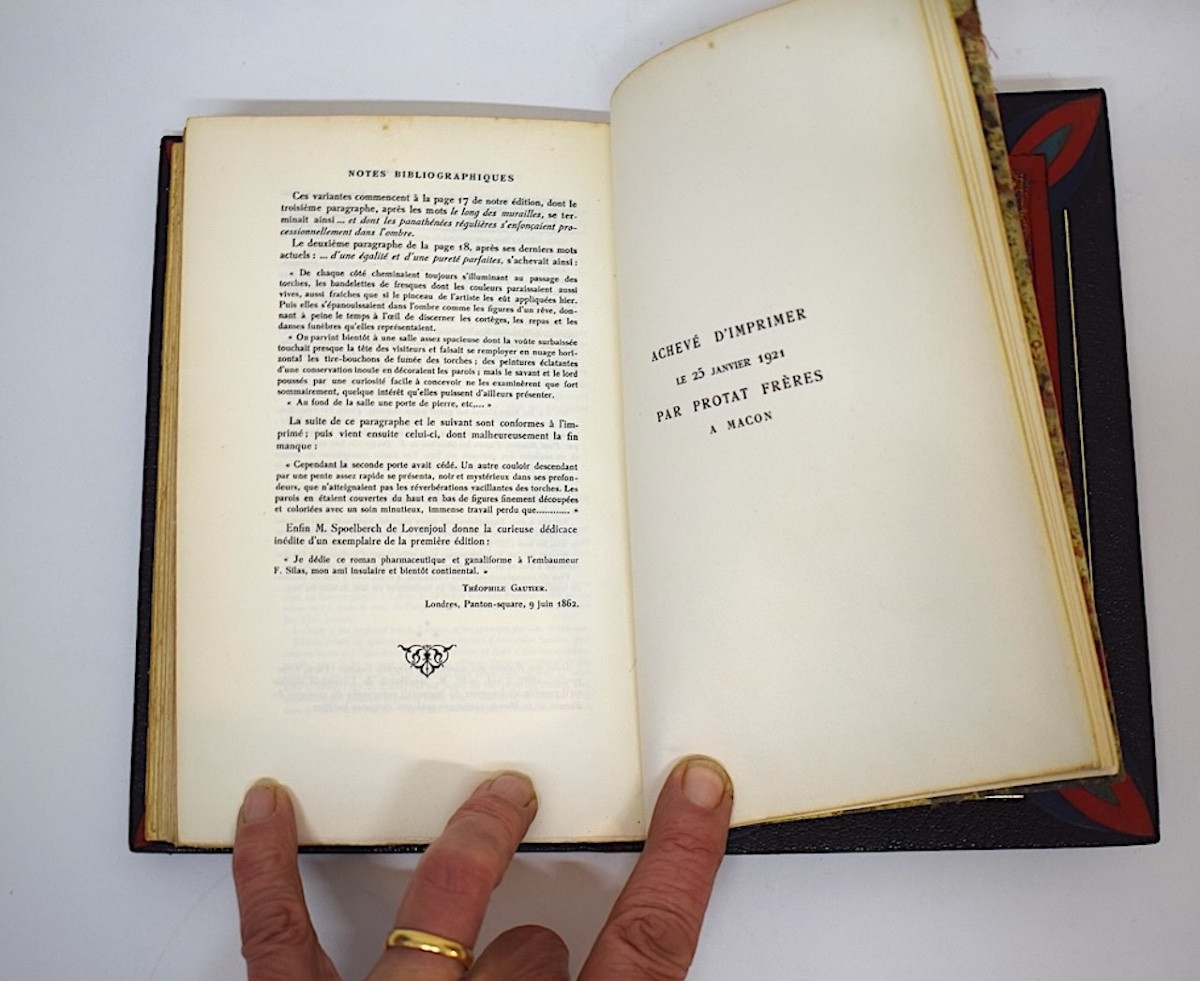 NOTES BIBLIOGRAPHIQUES
Ces variantes commencent à la page 17 de notre édition, dont le
troisième paragraphe, après les mots le long des murailles, se ter-
minait ainsi ... et dont les panathénées régulières s'enfonçaient pro-
cessionnellement dans l'ombre.
Le deuxième paragraphe de la page 18, après ses derniers mots
actuels : ... d'une égalité et d'une pureté parfaites, s'achevait ainsi :
« De chaque côté cheminaient toujours s'illuminant au passage des
torches, les bandelettes de fresques dont les couleurs paraissaient aussi
vives, aussi fraîches que si le pinceau de l'artiste les eût appliquées hier.
Puis elles s'épanouissaient dans l'ombre comme les figures d'un rêve, don-
nant à peine le temps à l'œil de discerner les cortèges, les repas et les
danses funèbres qu'elles représentaient.
« On parvint bientôt à une salle assez spacieuse dont la voûte surbaissée
touchait presque la tête des visiteurs et faisait se remployer en nuage hori-
zontal les tire-bouchons de fumée des torches ; des peintures éclatantes
d'une conservation inouïe en décoraient les parois ; mais le savant et le lord
poussés par une curiosité facile à concevoir ne les examinèrent que fort
sommairement, quelque intérêt qu'elles puissent d'ailleurs présenter.
« Au fond de la salle une porte de pierre, etc.... »
La suite de ce paragraphe et le suivant sont conformes à l'im-
primé ; puis vient ensuite celui-ci, dont malheureusement la fin
manque :
« Cependant la seconde porte avait cédé. Un autre couloir descendant
par une pente assez rapide se présenta, noir et mystérieux dans ses profon-
deurs, que n'atteignaient pas les réverbérations vacillantes des torches. Les
parois en étaient couvertes du haut en bas de figures finement découpées
et coloriées avec un soin minutieux, immense travail perdu que............ »
Enfin M. Spoelberch de Lovenjoul donne la curieuse dédicace
inédite d'un exemplaire de la première édition :
« Je dédie ce roman pharmaceutique et ganaliforme à l'embaumeur
F. Silas, mon ami insulaire et bientôt continental. »
THÉOPHILE GAUTIER.
Londres, Panton-square, 9 juin 1862.
ACHEVÉ D'IMPRIMER
LE 25 JANVIER 1921
PAR PROTAT FRÈRES
A MACON